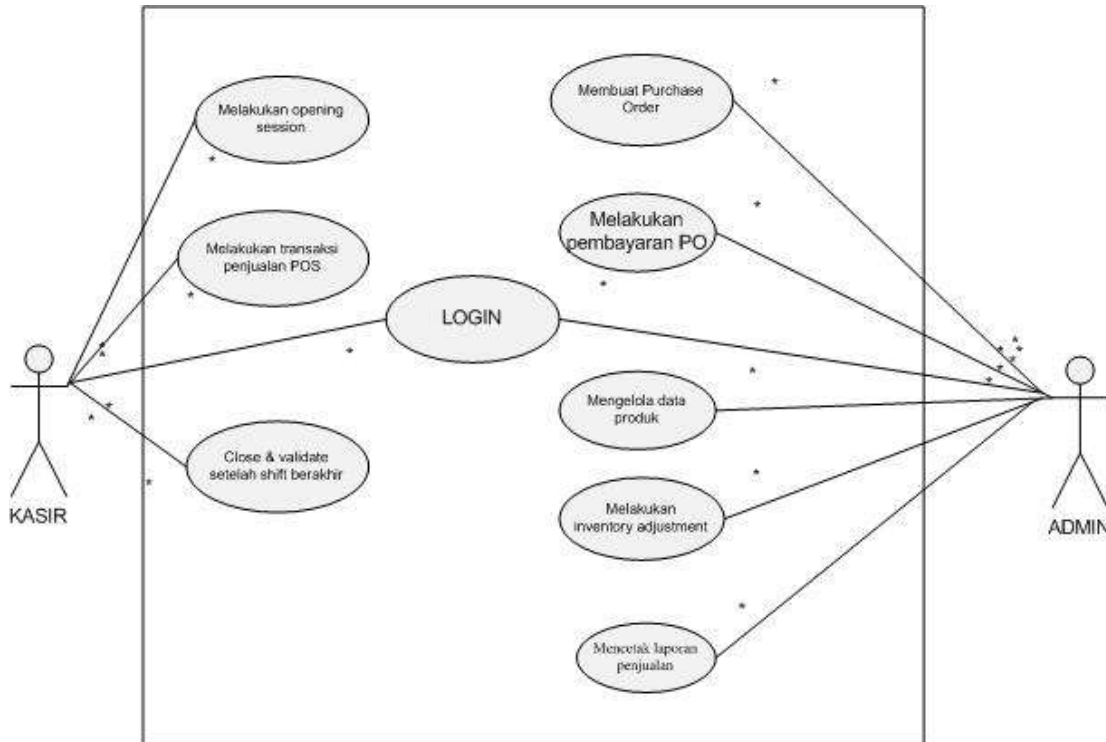 Melakukan opening
session
Membuat Purchase
Order
Melakukan transaksi
penjualan POS
Melakukan
pembayaran PO
LOGIN
Mengelola data
produk
Close & validate
setelah shift berakhir
Melakukan
inventory adjustment
KASIR
ADMIN
Mencetak laporan
penjualan